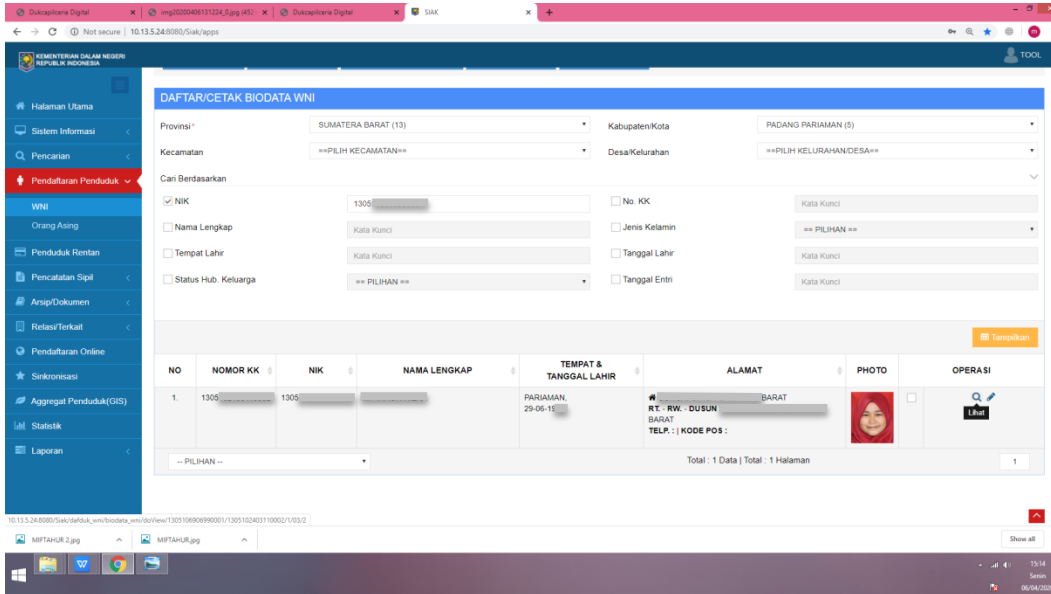 Dukcapilceria Digital
img20200406131224_0.jpg (452
Dukcapilceria Digital
SIAK
Not secure | 10.13.5.24:8080/Siak/apps
m
KEMENTERIAN DALAM NEGERI
REPUBLIK INDONESIA
TOOL
Halaman Utama
Sistem Informasi
Pencarian
Pendaftaran Penduduk
WNI
Orang Asing
Penduduk Rentan
Pencatatan Sipil
Arsip/Dokumen
Relasi/Terkait
Pendaftaran Online
Sinkronisasi
Aggregat Penduduk(GIS)
Statistik
Laporan
DAFTAR/CETAK BIODATA WNI
Provinsi* SUMATERA BARAT (13) Kabupaten/Kota PADANG PARIAMAN (5)
Kecamatan ==PILIH KECAMATAN== Desa/Kelurahan ==PILIH KELURAHAN/DESA==
Cari Berdasarkan
NIK 1305 No. KK Kata Kunci
Nama Lengkap Kata Kunci Jenis Kelamin == PILIHAN ==
Tempat Lahir Kata Kunci Tanggal Lahir Kata Kunci
Status Hub. Keluarga == PILIHAN == Tanggal Entri Kata Kunci
Tampilkan
NO NOMOR KK NIK NAMA LENGKAP TEMPAT & TANGGAL LAHIR ALAMAT PHOTO OPERASI
1. 1305 1305 PARIAMAN, BARAT
29-06-19 RT. - RW. - DUSUN Lihat
BARAT
TELP. : | KODE POS :
-- PILIHAN -- Total : 1 Data | Total : 1 Halaman 1
10.13.5.24:8080/Siak/dafduk_wni/biodata_wni/doView/1305106906990001/1305102403110002/1/03/2
MIFTAHUR 2.jpg MIFTAHUR.jpg Show all
15:14
Senin
06/04/202